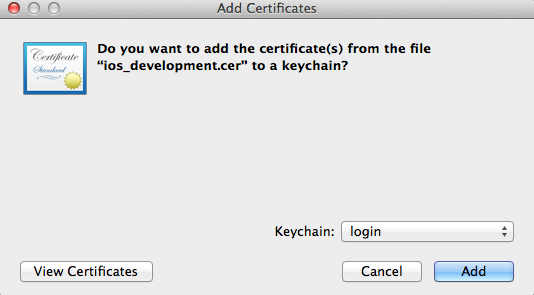 Add Certificates
Certificate
Standard
Do you want to add the certificate(s) from the file
“ios_development.cer” to a keychain?
Keychain: login
View Certificates Cancel Add